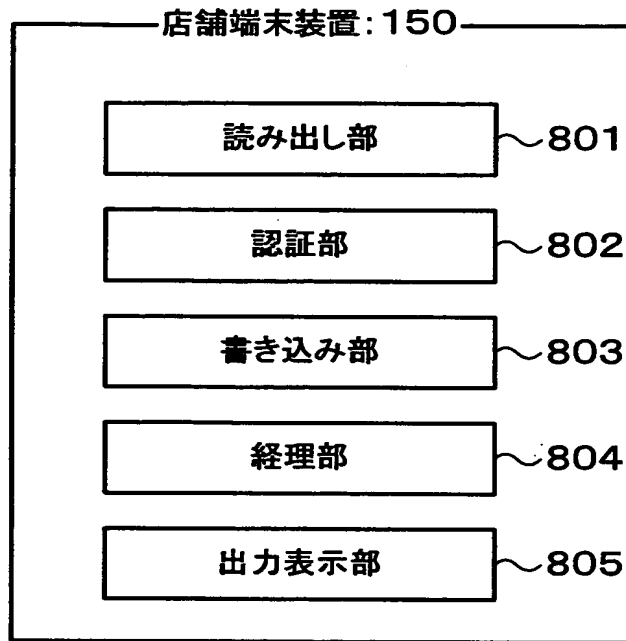 店舗端末装置:150
読み出し部 801
認証部 802
書き込み部 803
経理部 804
出力表示部 805